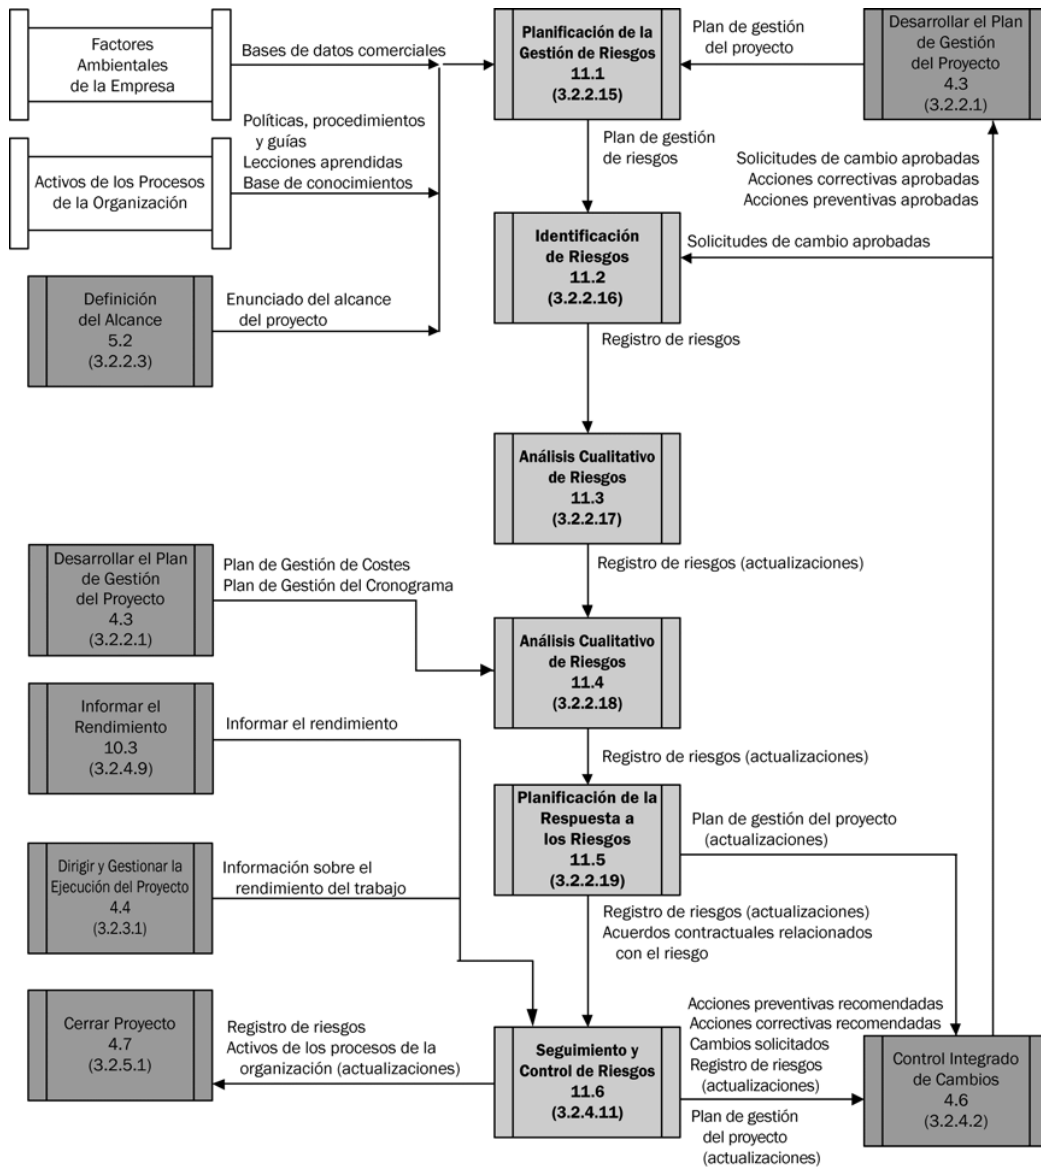 Factores
Ambientales
de la Empresa
Bases de datos comerciales
Planificación de la
Gestión de Riesgos
11.1
(3.2.2.15)
Plan de gestión
del proyecto
Desarrollar el Plan
de Gestión
del Proyecto
4.3
(3.2.2.1)
Activos de los Procesos
de la Organización
Políticas, procedimientos
y guías
Lecciones aprendidas
Base de conocimientos
Plan de gestión
de riesgos
Solicitudes de cambio aprobadas
Acciones correctivas aprobadas
Acciones preventivas aprobadas
Identificación
de Riesgos
11.2
(3.2.2.16)
Solicitudes de cambio aprobadas
Definición
del Alcance
5.2
(3.2.2.3)
Enunciado del alcance
del proyecto
Registro de riesgos
Análisis Cualitativo
de Riesgos
11.3
(3.2.2.17)
Registro de riesgos (actualizaciones)
Desarrollar el Plan
de Gestión
del Proyecto
4.3
(3.2.2.1)
Plan de Gestión de Costes
Plan de Gestión del Cronograma
Análisis Cualitativo
de Riesgos
11.4
(3.2.2.18)
Informar el
Rendimiento
10.3
(3.2.4.9)
Informar el rendimiento
Registro de riesgos (actualizaciones)
Planificación de la
Respuesta a
los Riesgos
11.5
(3.2.2.19)
Plan de gestión del proyecto
(actualizaciones)
Dirigir y Gestionar la
Ejecución del Proyecto
4.4
(3.2.3.1)
Información sobre el
rendimiento del trabajo
Registro de riesgos (actualizaciones)
Acuerdos contractuales relacionados
con el riesgo
Cerrar Proyecto
4.7
(3.2.5.1)
Registro de riesgos
Activos de los procesos de la
organización (actualizaciones)
Seguimiento y
Control de Riesgos
11.6
(3.2.4.11)
Acciones preventivas recomendadas
Acciones correctivas recomendadas
Cambios solicitados
Registro de riesgos
(actualizaciones)
Plan de gestión
del proyecto
(actualizaciones)
Control Integrado
de Cambios
4.6
(3.2.4.2)